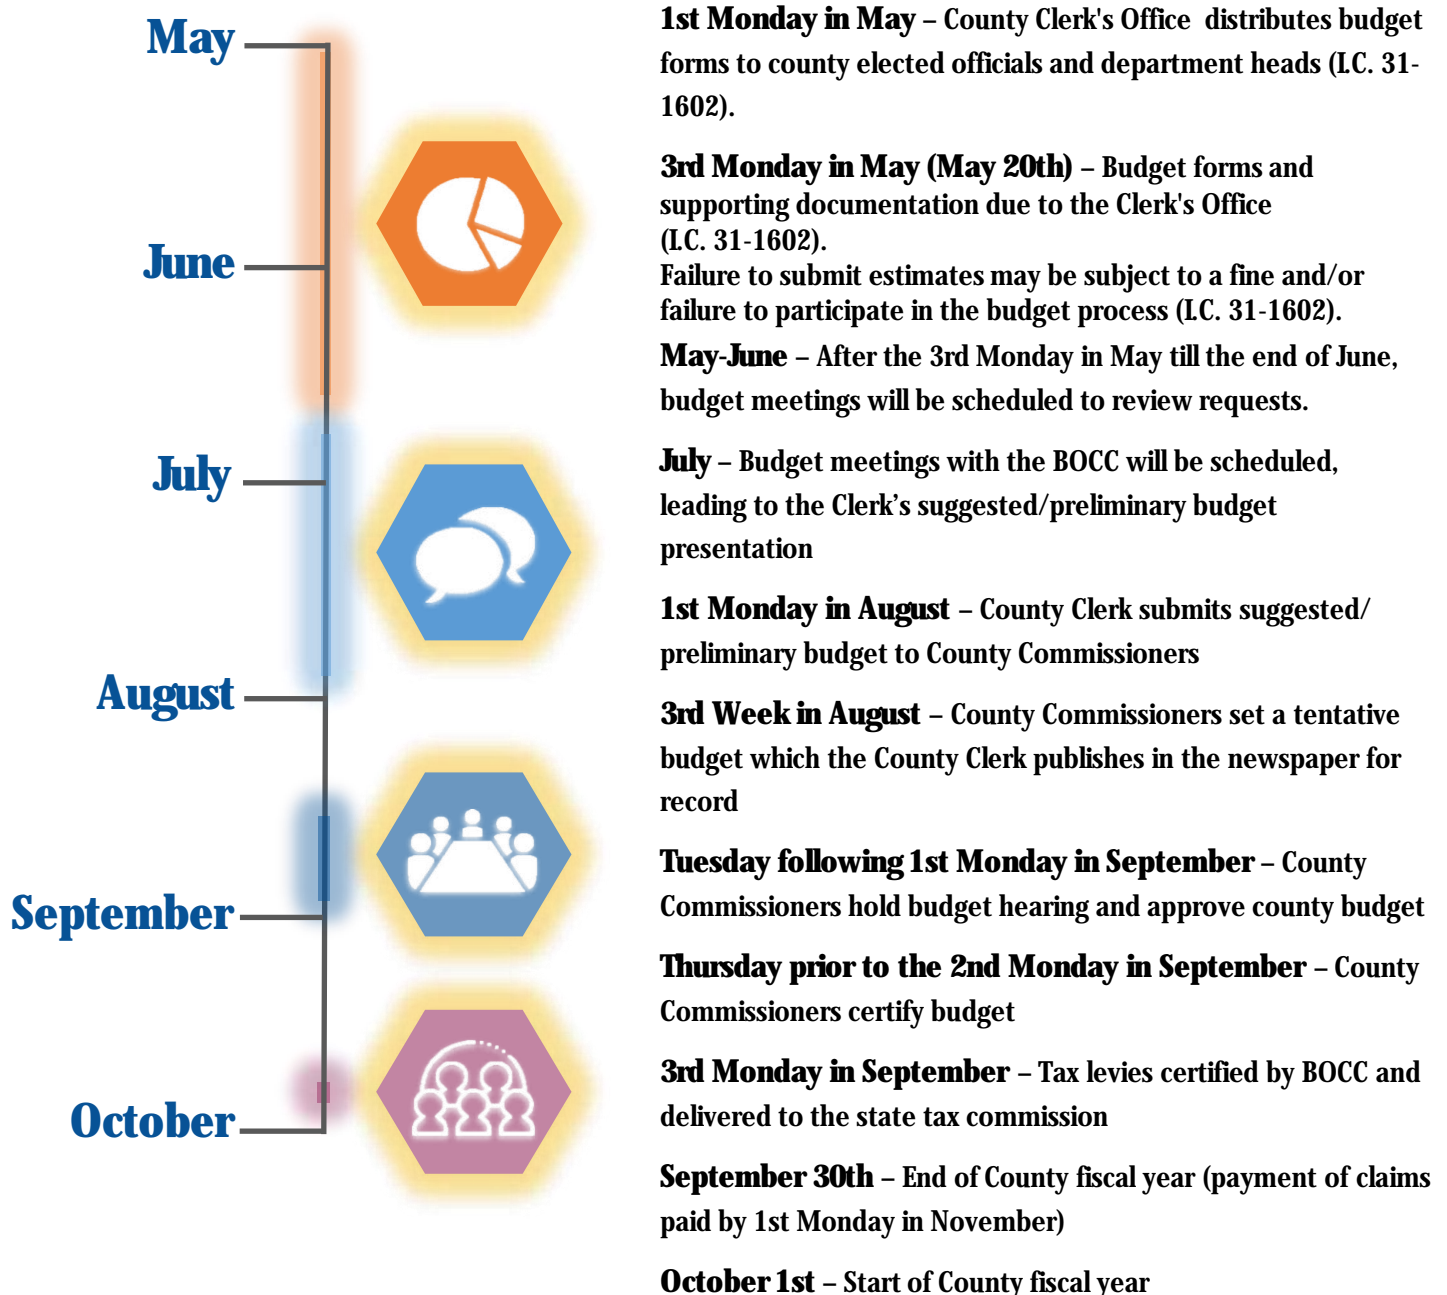 May
June
July
August
September
October
1st Monday in May – County Clerk's Office distributes budget
forms to county elected officials and department heads (I.C. 31-
1602).
3rd Monday in May (May 20th) – Budget forms and
supporting documentation due to the Clerk's Office
(I.C. 31-1602).
Failure to submit estimates may be subject to a fine and/or
failure to participate in the budget process (I.C. 31-1602).
May-June – After the 3rd Monday in May till the end of June,
budget meetings will be scheduled to review requests.
July – Budget meetings with the BOCC will be scheduled,
leading to the Clerk’s suggested/preliminary budget
presentation
1st Monday in August – County Clerk submits suggested/
preliminary budget to County Commissioners
3rd Week in August – County Commissioners set a tentative
budget which the County Clerk publishes in the newspaper for
record
Tuesday following 1st Monday in September – County
Commissioners hold budget hearing and approve county budget
Thursday prior to the 2nd Monday in September – County
Commissioners certify budget
3rd Monday in September – Tax levies certified by BOCC and
delivered to the state tax commission
September 30th – End of County fiscal year (payment of claims
paid by 1st Monday in November)
October 1st – Start of County fiscal year